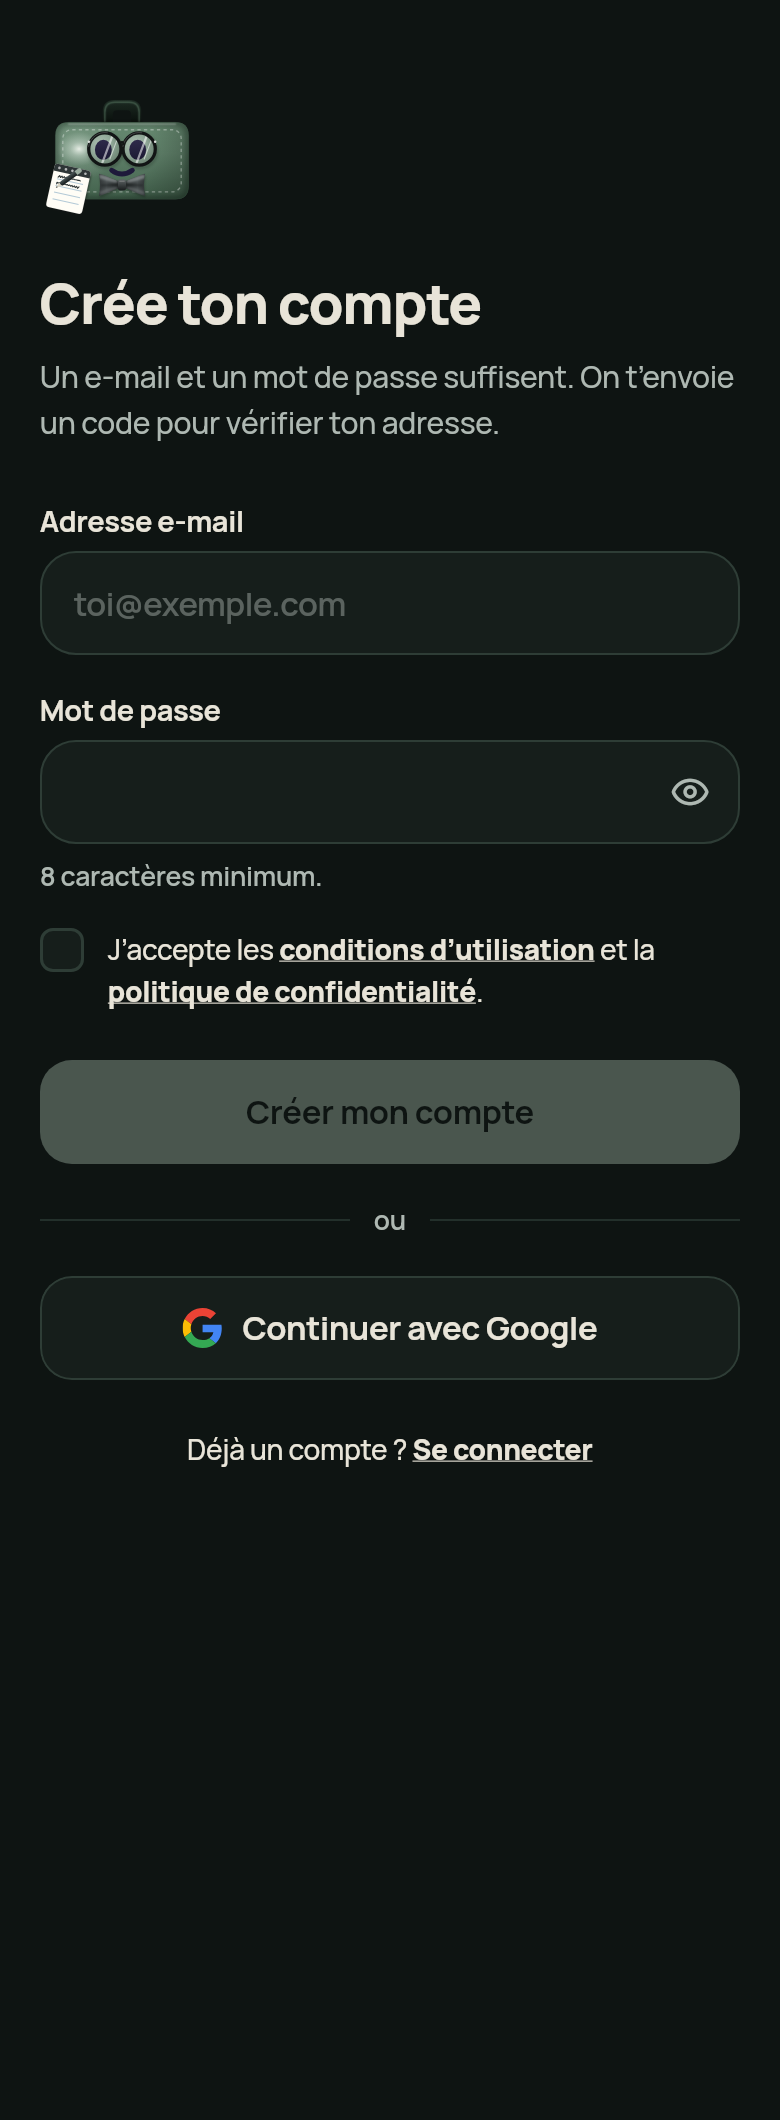 Crée ton compte
Un e-mail et un mot de passe suffisent. On t’envoie
un code pour vérifier ton adresse.
Adresse e-mail
toi@exemple.com
Mot de passe
8 caractères minimum.
J’accepte les conditions d’utilisation et la
politique de confidentialité.
Créer mon compte
ou
Continuer avec Google
Déjà un compte ? Se connecter